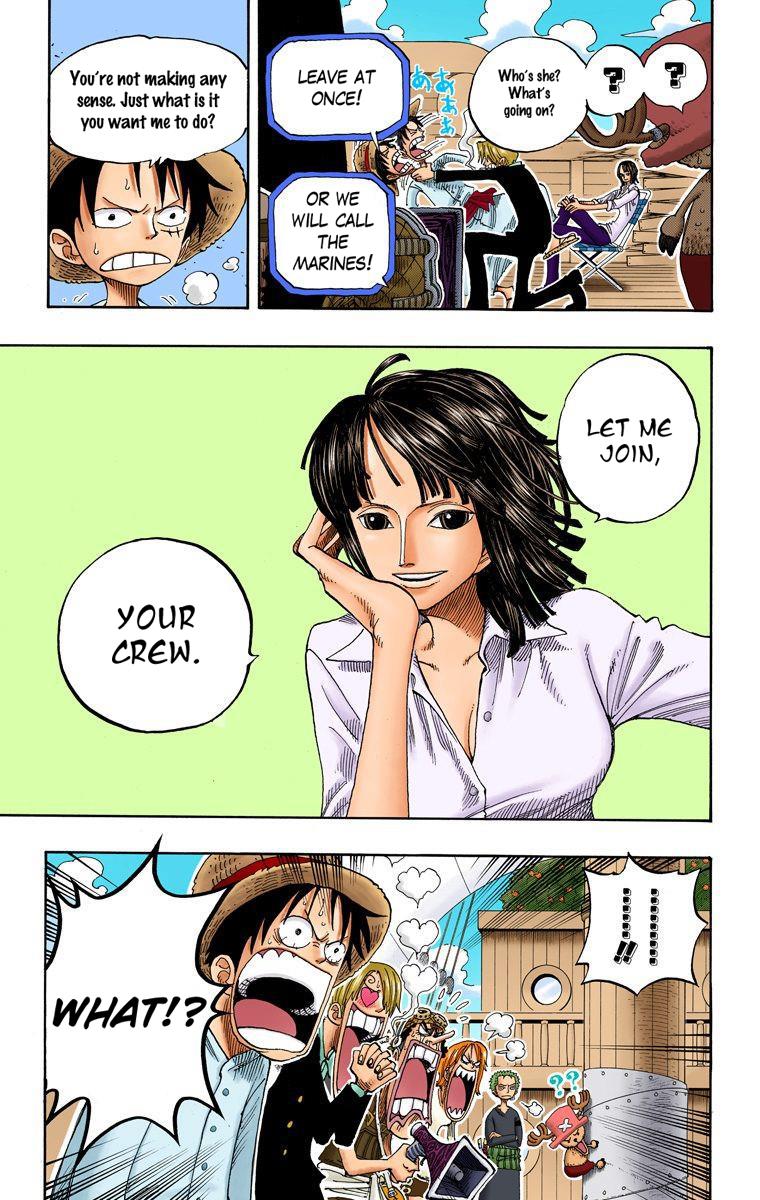 You're not making any
sense. Just what is it
you want me to do?
LEAVE AT
ONCE!
あ
あぁぁ
Who's she?
What's
going on?
?
?
OR WE
WILL CALL
THE
MARINES!
LET ME
JOIN,
YOUR
CREW.
WHAT!?
!!
??